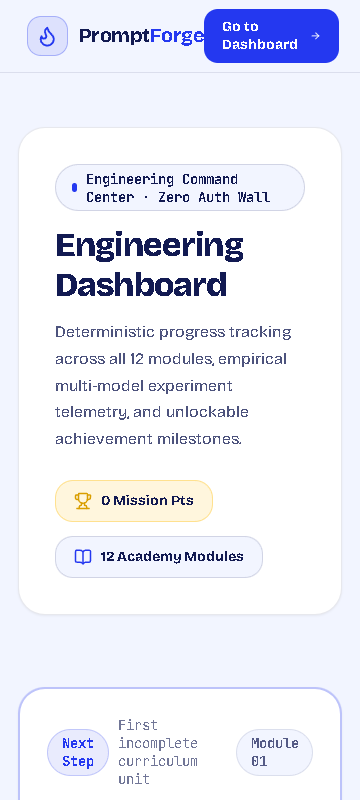 PromptForge
Go to
Dashboard
Engineering Command
Center · Zero Auth Wall
Engineering
Dashboard
Deterministic progress tracking
across all 12 modules, empirical
multi-model experiment
telemetry, and unlockable
achievement milestones.
0 Mission Pts
12 Academy Modules
Next
Step
First
incomplete
curriculum
unit
Module
01